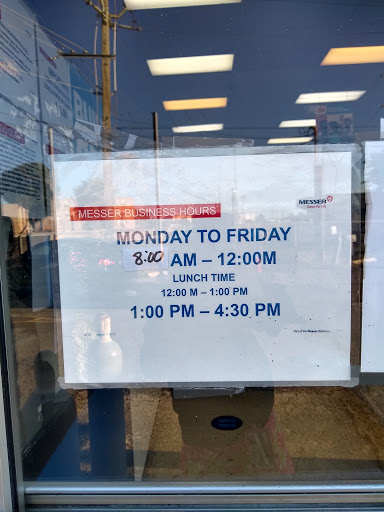 MESSER BUSINESS HOURS
MESSER
MONDAY TO FRIDAY
8:00 AM – 12:00M
LUNCH TIME
12:00 M – 1:00 PM
1:00 PM – 4:30 PM